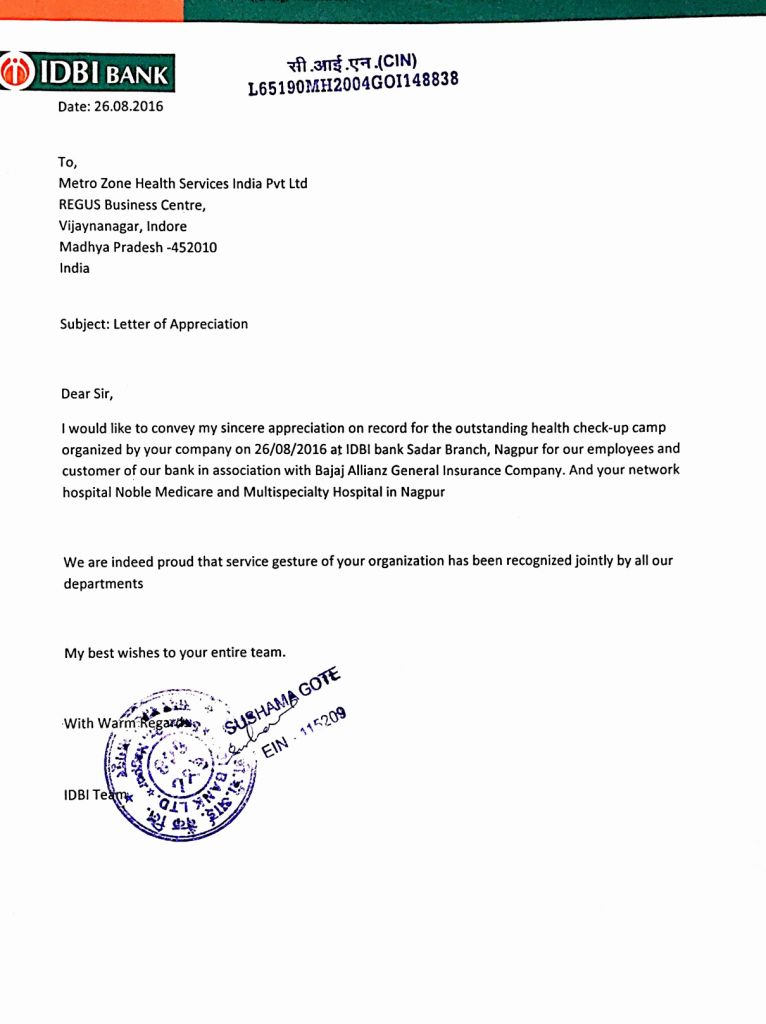 IDBI BANK
सी.आई.एन.(CIN)
L65190MH2004GOI148838
Date: 26.08.2016
To,
Metro Zone Health Services India Pvt Ltd
REGUS Business Centre,
Vijaynanagar, Indore
Madhya Pradesh -452010
India
Subject: Letter of Appreciation
Dear Sir,
I would like to convey my sincere appreciation on record for the outstanding health check-up camp
organized by your company on 26/08/2016 at IDBI bank Sadar Branch, Nagpur for our employees and
customer of our bank in association with Bajaj Allianz General Insurance Company. And your network
hospital Noble Medicare and Multispecialty Hospital in Nagpur
We are indeed proud that service gesture of your organization has been recognized jointly by all our
departments
My best wishes to your entire team.
With Warm Regards
SUSHAMA GOTE
EIN - 115209
IDBI Team
BANK LTD.
आई. बैंक लि.